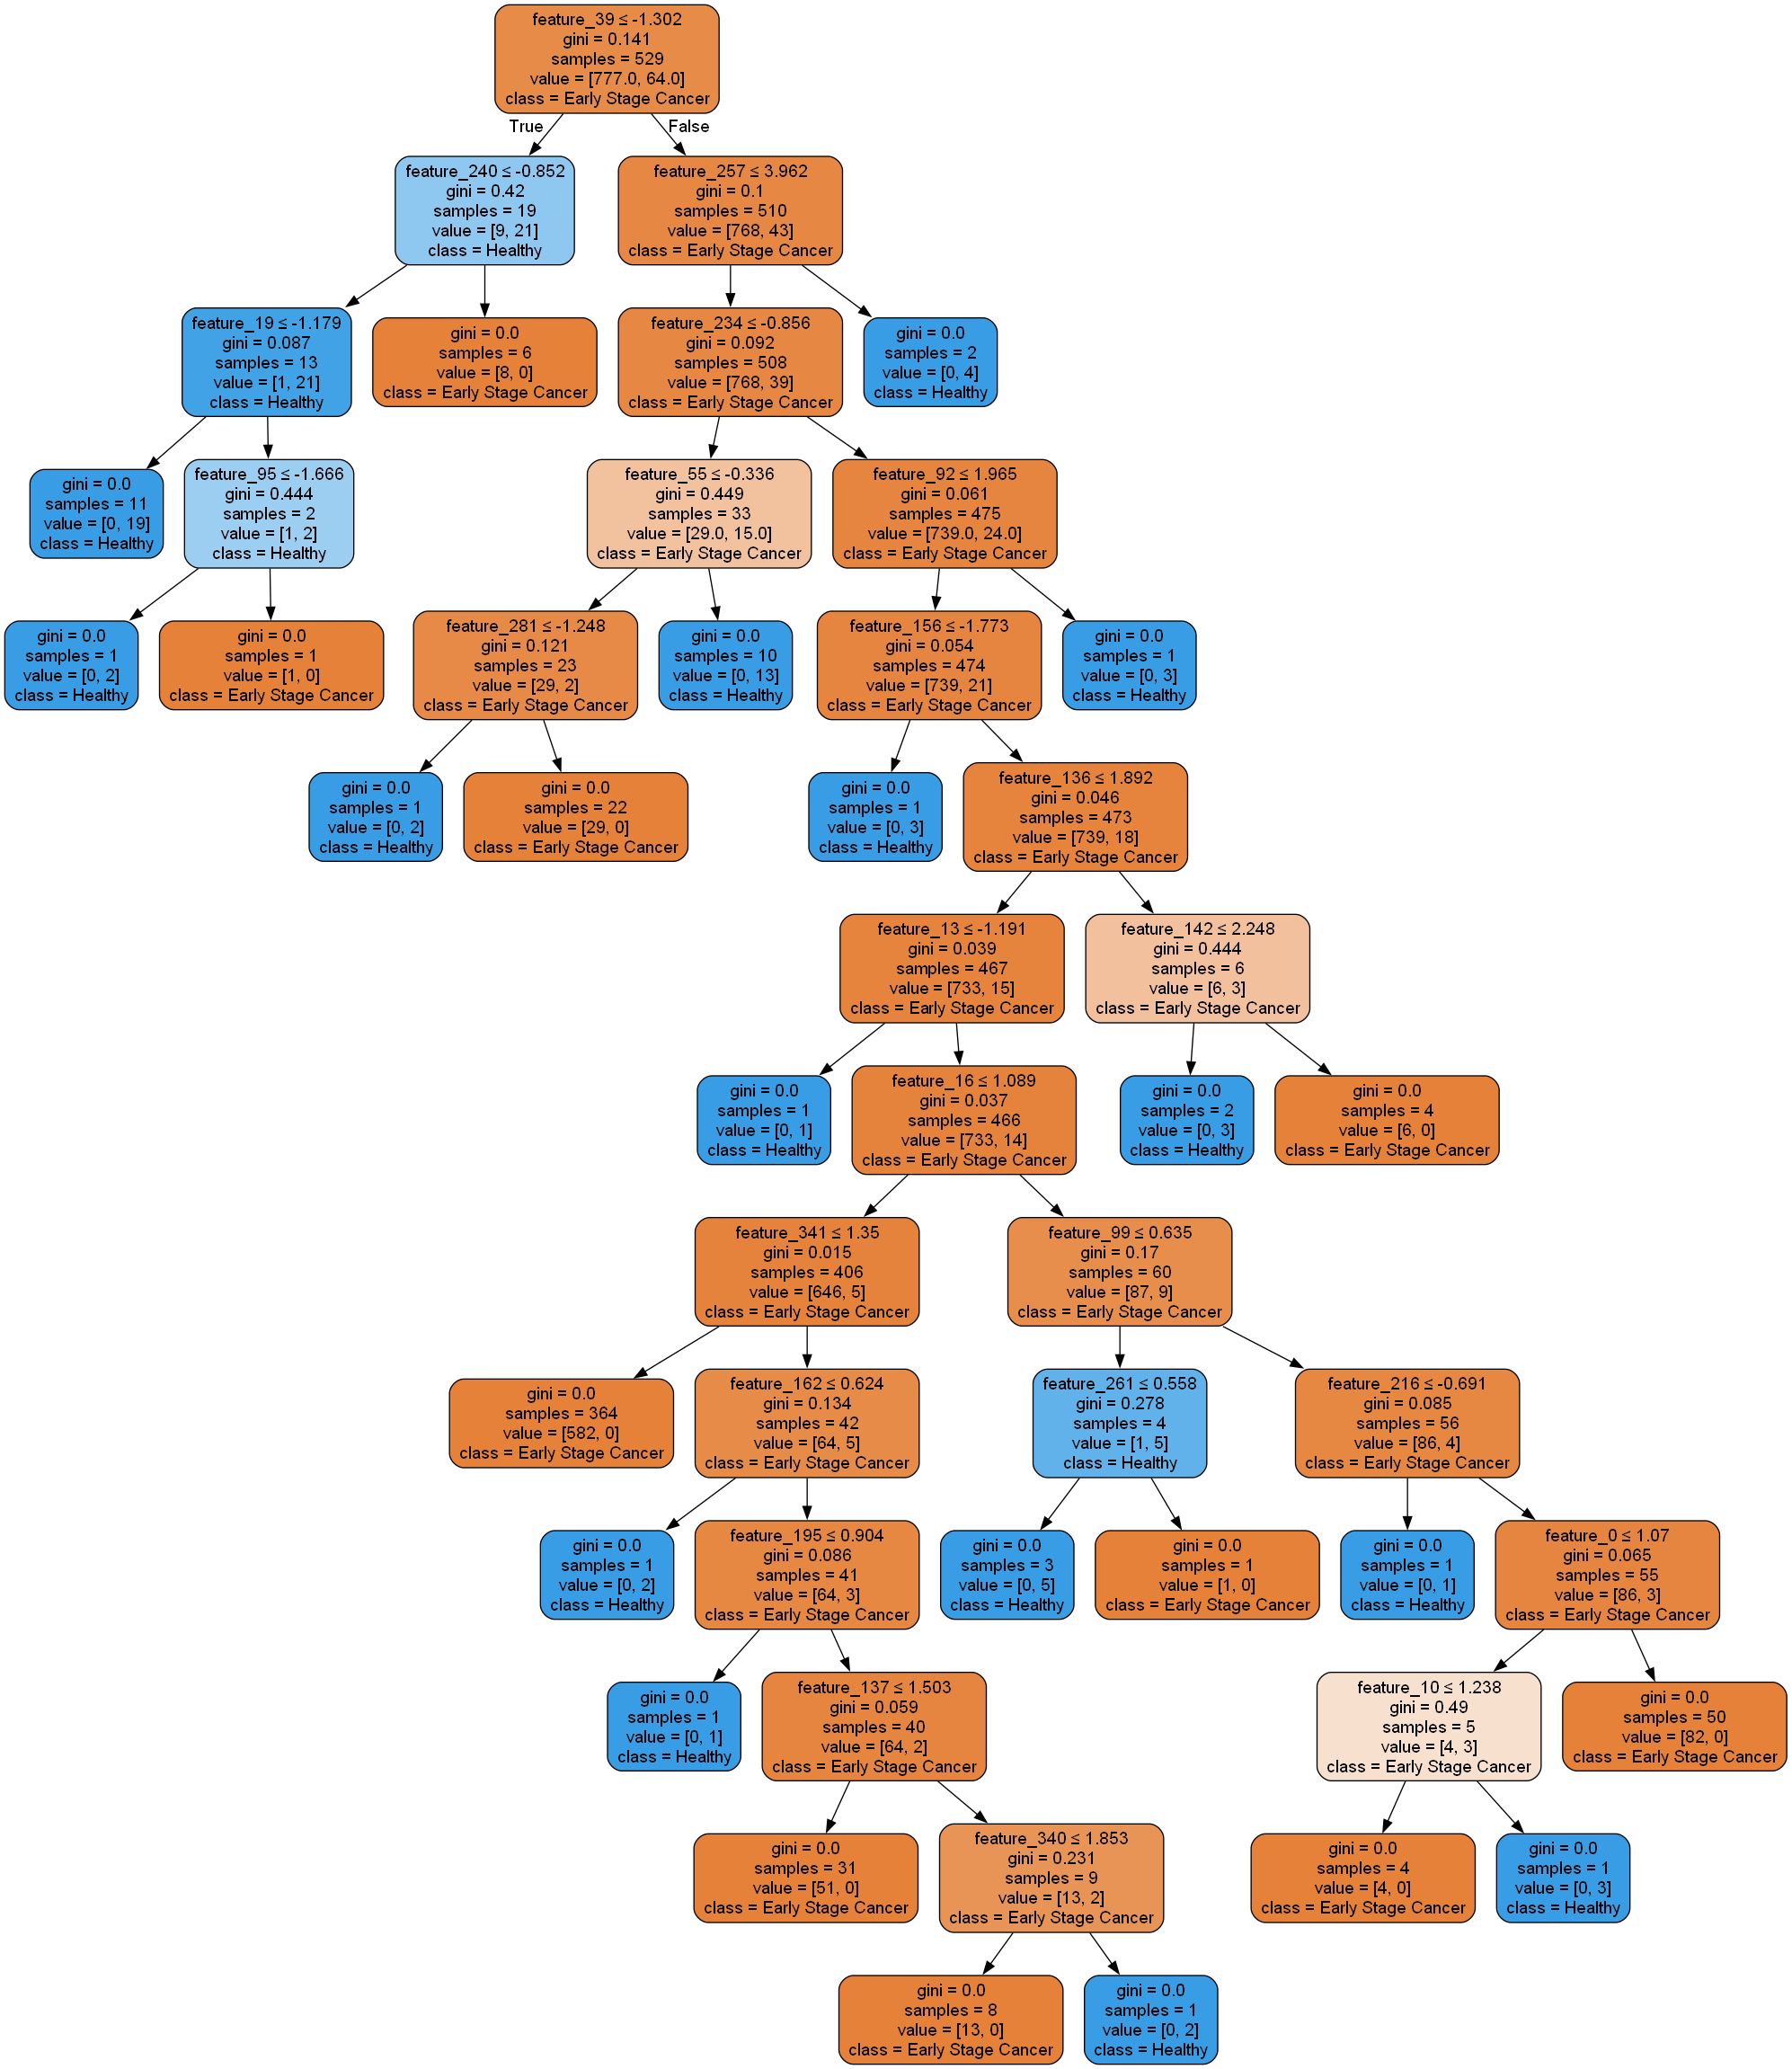 feature_39 ≤ -1.302
gini = 0.141
samples = 529
value = [777.0, 64.0]
class = Early Stage Cancer
True
False
feature_240 ≤ -0.852
gini = 0.42
samples = 19
value = [9, 21]
class = Healthy
feature_257 ≤ 3.962
gini = 0.1
samples = 510
value = [768, 43]
class = Early Stage Cancer
feature_19 ≤ -1.179
gini = 0.087
samples = 13
value = [1, 21]
class = Healthy
gini = 0.0
samples = 6
value = [8, 0]
class = Early Stage Cancer
feature_234 ≤ -0.856
gini = 0.092
samples = 508
value = [768, 39]
class = Early Stage Cancer
gini = 0.0
samples = 2
value = [0, 4]
class = Healthy
gini = 0.0
samples = 11
value = [0, 19]
class = Healthy
feature_95 ≤ -1.666
gini = 0.444
samples = 2
value = [1, 2]
class = Healthy
feature_55 ≤ -0.336
gini = 0.449
samples = 33
value = [29.0, 15.0]
class = Early Stage Cancer
feature_92 ≤ 1.965
gini = 0.061
samples = 475
value = [739.0, 24.0]
class = Early Stage Cancer
gini = 0.0
samples = 1
value = [0, 2]
class = Healthy
gini = 0.0
samples = 1
value = [1, 0]
class = Early Stage Cancer
feature_281 ≤ -1.248
gini = 0.121
samples = 23
value = [29, 2]
class = Early Stage Cancer
gini = 0.0
samples = 10
value = [0, 13]
class = Healthy
feature_156 ≤ -1.773
gini = 0.054
samples = 474
value = [739, 21]
class = Early Stage Cancer
gini = 0.0
samples = 1
value = [0, 3]
class = Healthy
gini = 0.0
samples = 1
value = [0, 2]
class = Healthy
gini = 0.0
samples = 22
value = [29, 0]
class = Early Stage Cancer
gini = 0.0
samples = 1
value = [0, 3]
class = Healthy
feature_136 ≤ 1.892
gini = 0.046
samples = 473
value = [739, 18]
class = Early Stage Cancer
feature_13 ≤ -1.191
gini = 0.039
samples = 467
value = [733, 15]
class = Early Stage Cancer
feature_142 ≤ 2.248
gini = 0.444
samples = 6
value = [6, 3]
class = Early Stage Cancer
gini = 0.0
samples = 1
value = [0, 1]
class = Healthy
feature_16 ≤ 1.089
gini = 0.037
samples = 466
value = [733, 14]
class = Early Stage Cancer
gini = 0.0
samples = 2
value = [0, 3]
class = Healthy
gini = 0.0
samples = 4
value = [6, 0]
class = Early Stage Cancer
feature_341 ≤ 1.35
gini = 0.015
samples = 406
value = [646, 5]
class = Early Stage Cancer
feature_99 ≤ 0.635
gini = 0.17
samples = 60
value = [87, 9]
class = Early Stage Cancer
gini = 0.0
samples = 364
value = [582, 0]
class = Early Stage Cancer
feature_162 ≤ 0.624
gini = 0.134
samples = 42
value = [64, 5]
class = Early Stage Cancer
feature_261 ≤ 0.558
gini = 0.278
samples = 4
value = [1, 5]
class = Healthy
feature_216 ≤ -0.691
gini = 0.085
samples = 56
value = [86, 4]
class = Early Stage Cancer
gini = 0.0
samples = 1
value = [0, 2]
class = Healthy
feature_195 ≤ 0.904
gini = 0.086
samples = 41
value = [64, 3]
class = Early Stage Cancer
gini = 0.0
samples = 3
value = [0, 5]
class = Healthy
gini = 0.0
samples = 1
value = [1, 0]
class = Early Stage Cancer
gini = 0.0
samples = 1
value = [0, 1]
class = Healthy
feature_0 ≤ 1.07
gini = 0.065
samples = 55
value = [86, 3]
class = Early Stage Cancer
gini = 0.0
samples = 1
value = [0, 1]
class = Healthy
feature_137 ≤ 1.503
gini = 0.059
samples = 40
value = [64, 2]
class = Early Stage Cancer
feature_10 ≤ 1.238
gini = 0.49
samples = 5
value = [4, 3]
class = Early Stage Cancer
gini = 0.0
samples = 50
value = [82, 0]
class = Early Stage Cancer
gini = 0.0
samples = 31
value = [51, 0]
class = Early Stage Cancer
feature_340 ≤ 1.853
gini = 0.231
samples = 9
value = [13, 2]
class = Early Stage Cancer
gini = 0.0
samples = 4
value = [4, 0]
class = Early Stage Cancer
gini = 0.0
samples = 1
value = [0, 3]
class = Healthy
gini = 0.0
samples = 8
value = [13, 0]
class = Early Stage Cancer
gini = 0.0
samples = 1
value = [0, 2]
class = Healthy